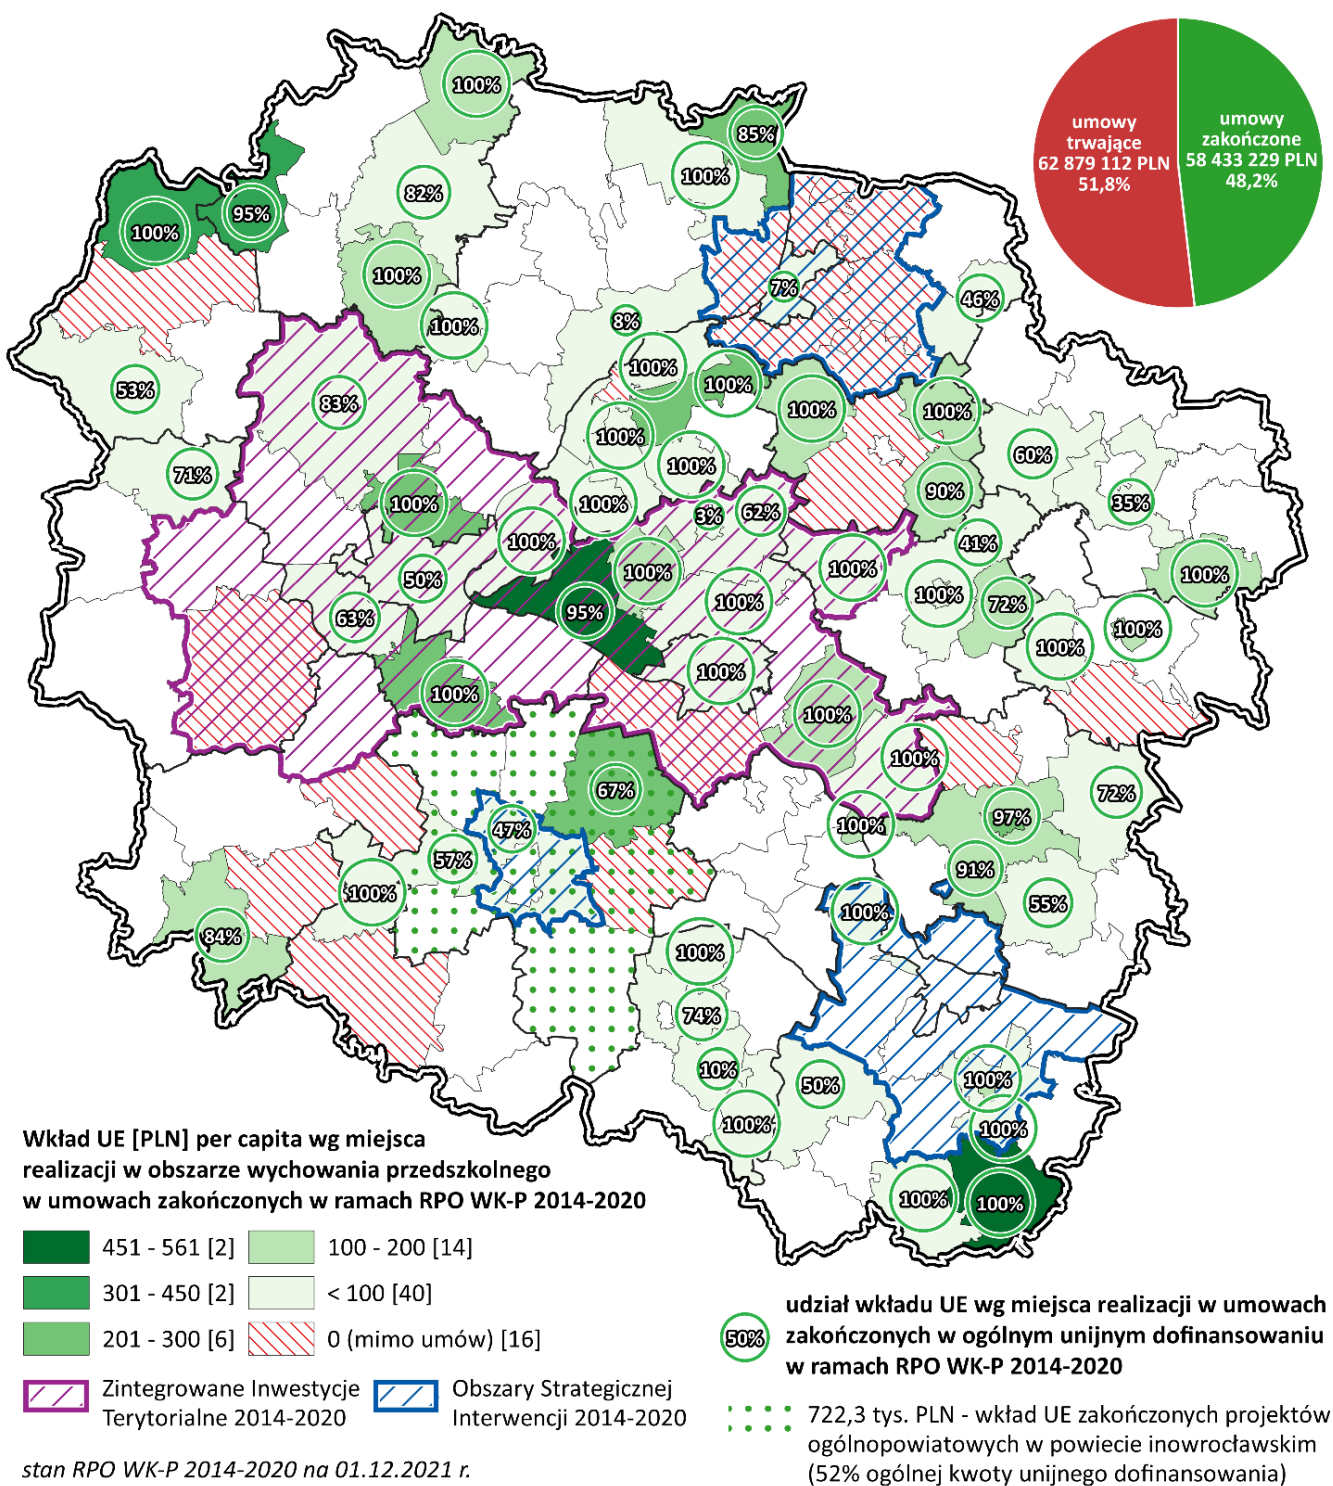 umowy
trwające
62 879 112 PLN
51,8%
umowy
zakończone
58 433 229 PLN
48,2%
100%
85%
100%
82%
95%
100%
100%
7%
46%
100%
8%
100%
100%
53%
83%
100%
100%
100%
60%
71%
100%
100%
90%
35%
100%
100%
3%
62%
100%
41%
100%
100%
100%
50%
100%
100%
72%
95%
63%
100%
100%
100%
100%
100%
100%
72%
67%
97%
47%
100%
57%
91%
100%
55%
100%
84%
100%
74%
10%
50%
100%
100%
100%
100%
100%
Wkład UE [PLN] per capita wg miejsca
realizacji w obszarze wychowania przedszkolnego
w umowach zakończonych w ramach RPO WK-P 2014-2020
451 - 561 [2]
100 - 200 [14]
301 - 450 [2]
< 100 [40]
201 - 300 [6]
0 (mimo umów) [16]
Zintegrowane Inwestycje
Terytorialne 2014-2020
Obszary Strategicznej
Interwencji 2014-2020
stan RPO WK-P 2014-2020 na 01.12.2021 r.
50%
udział wkładu UE wg miejsca realizacji w umowach
zakończonych w ogólnym unijnym dofinansowaniu
w ramach RPO WK-P 2014-2020
722,3 tys. PLN - wkład UE zakończonych projektów
ogólnopowiatowych w powiecie inowrocławskim
(52% ogólnej kwoty unijnego dofinansowania)